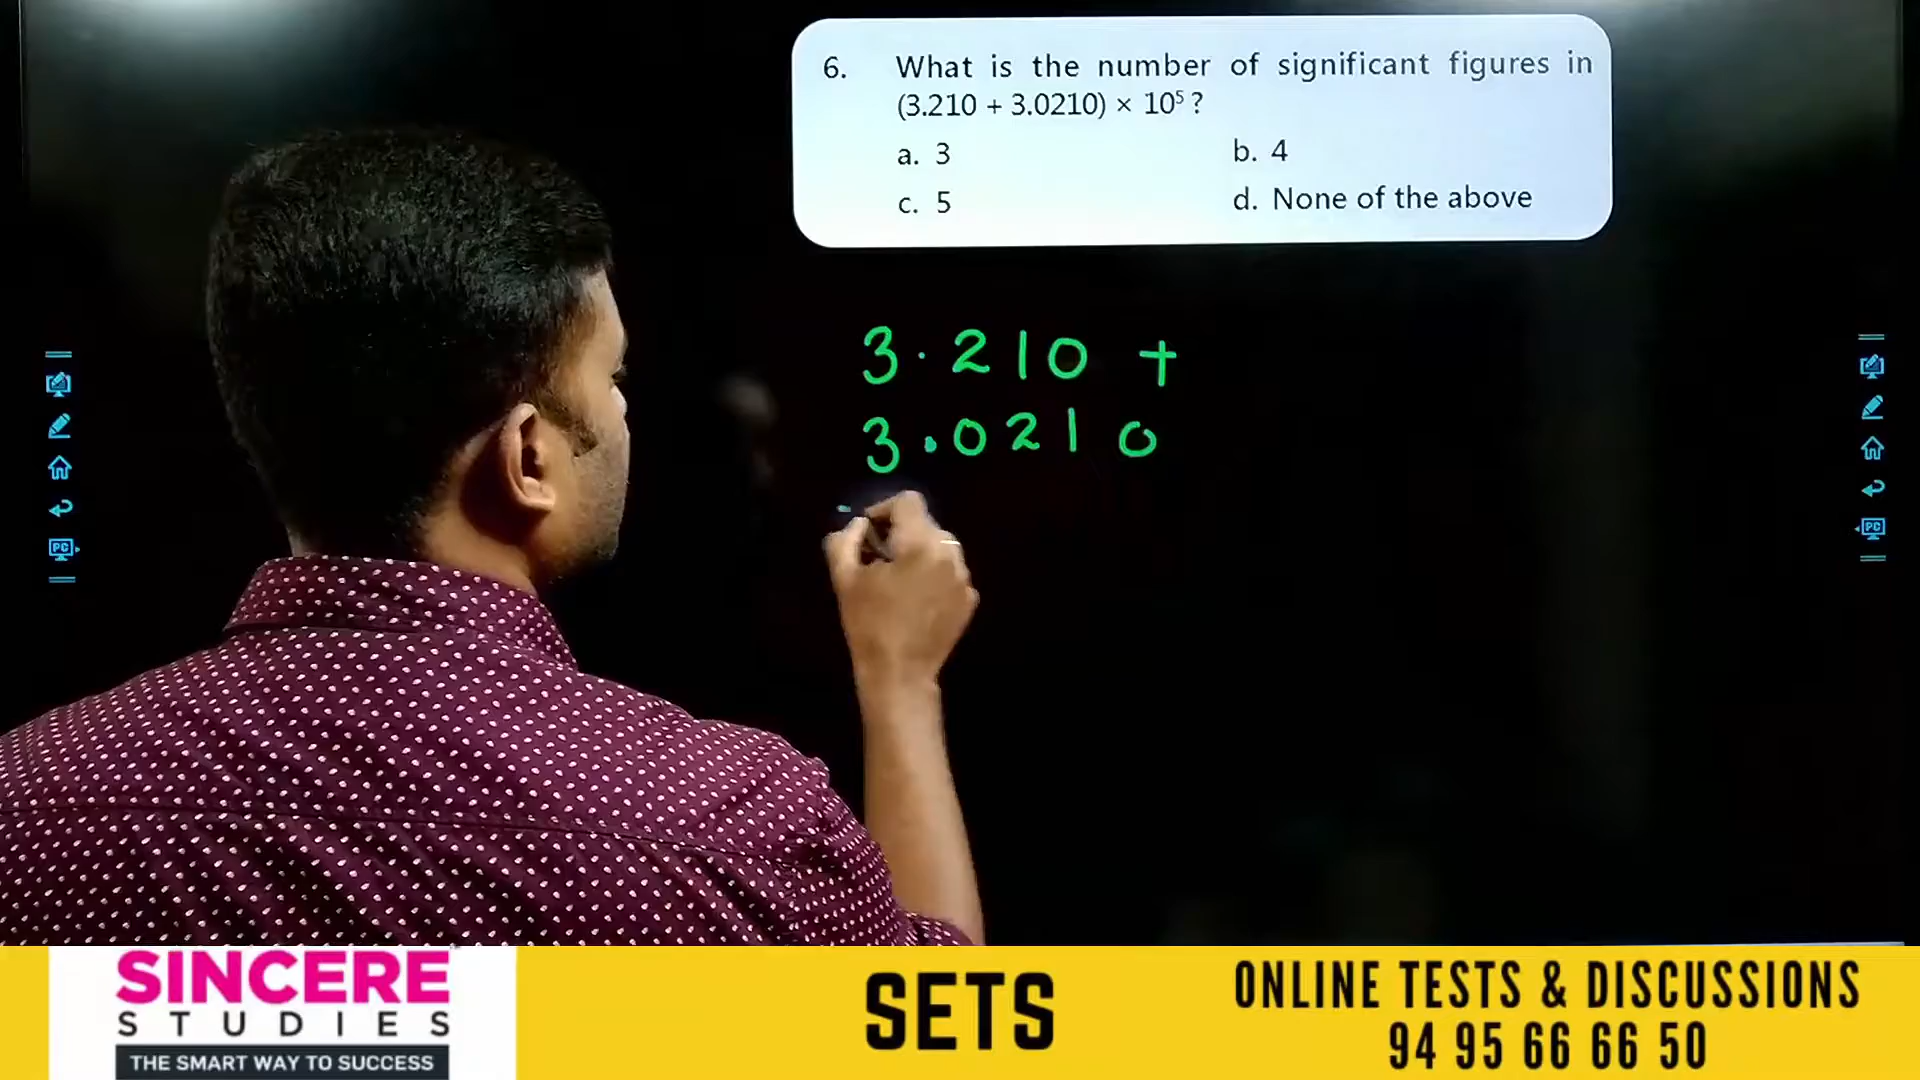 6. What is the number of significant figures in
(3.210 + 3.0210) × 10⁵ ?
a. 3 b. 4
c. 5 d. None of the above
3.210 +
3.0210
PC
PC
SINCERE
STUDIES
THE SMART WAY TO SUCCESS
SETS
ONLINE TESTS & DISCUSSIONS
94 95 66 66 50